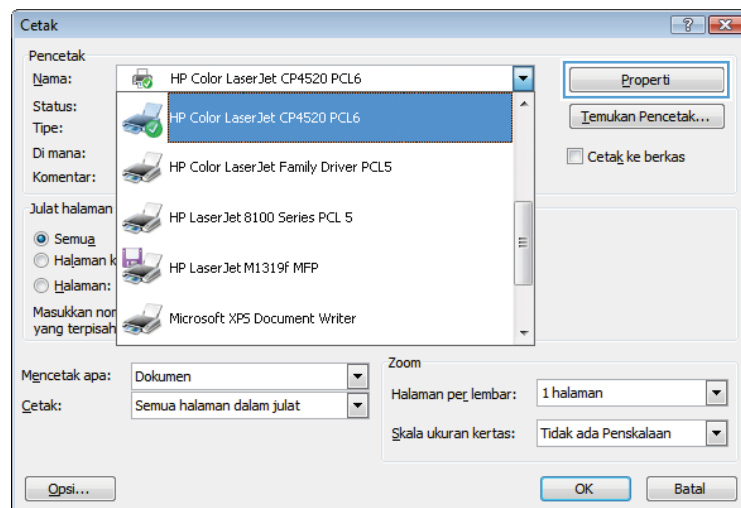 Cetak
Pencetak
Nama: HP Color LaserJet CP4520 PCL6 Properti
Status: HP Color LaserJet CP4520 PCL6 Temukan Pencetak...
Tipe:
Di mana: HP Color LaserJet Family Driver PCL5 Cetak ke berkas
Komentar:
Julat halaman HP LaserJet 8100 Series PCL 5
Semua
Halaman k HP LaserJet M1319f MFP
Halaman:
Masukkan nor Microsoft XPS Document Writer
yang terpisah
Mencetak apa: Dokumen
Cetak: Semua halaman dalam julat
Zoom
Halaman per lembar: 1 halaman
Skala ukuran kertas: Tidak ada Penskalaan
Opsi... OK Batal